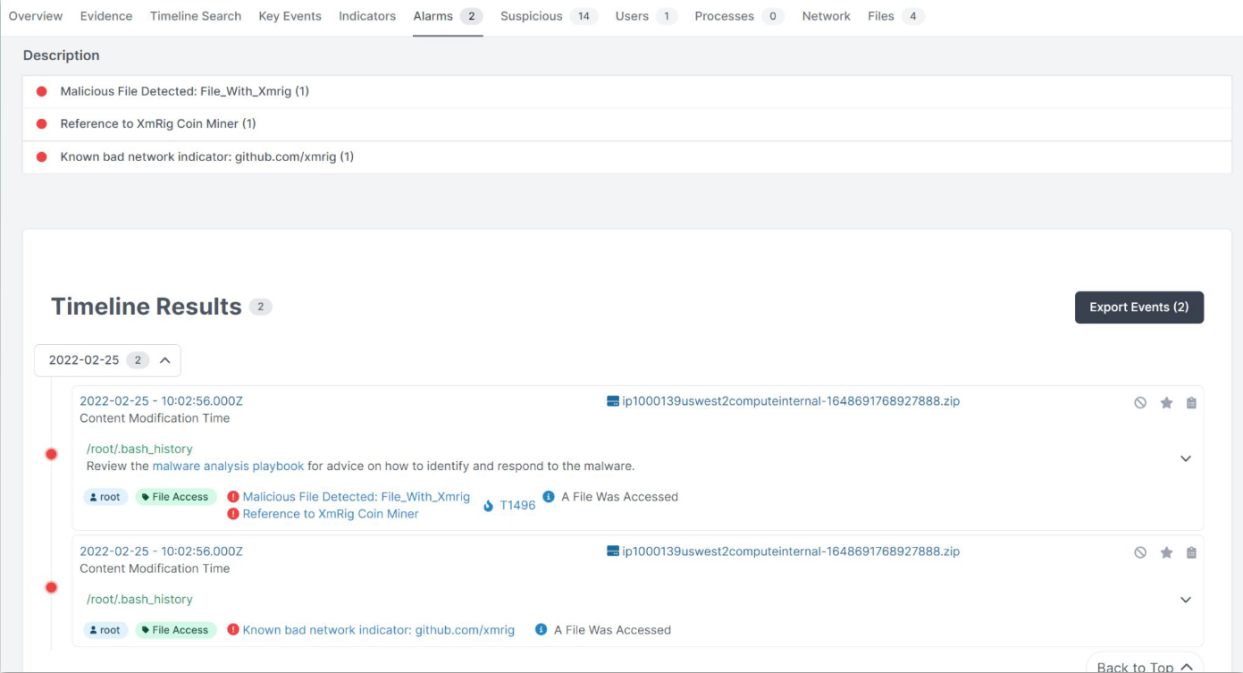 Overview Evidence Timeline Search Key Events Indicators Alarms 2 Suspicious 14 Users 1 Processes 0 Network Files 4
Description
Malicious File Detected: File_With_Xmrig (1)
Reference to XmRig Coin Miner (1)
Known bad network indicator: github.com/xmrig (1)
Timeline Results 2
Export Events (2)
2022-02-25 2
2022-02-25 - 10:02:56.000Z ip1000139uswest2computeinternal-1648691768927888.zip
Content Modification Time
/root/.bash_history
Review the malware analysis playbook for advice on how to identify and respond to the malware.
root File Access Malicious File Detected: File_With_Xmrig T1496 A File Was Accessed
Reference to XmRig Coin Miner
2022-02-25 - 10:02:56.000Z ip1000139uswest2computeinternal-1648691768927888.zip
Content Modification Time
/root/.bash_history
root File Access Known bad network indicator: github.com/xmrig A File Was Accessed
Back to Top